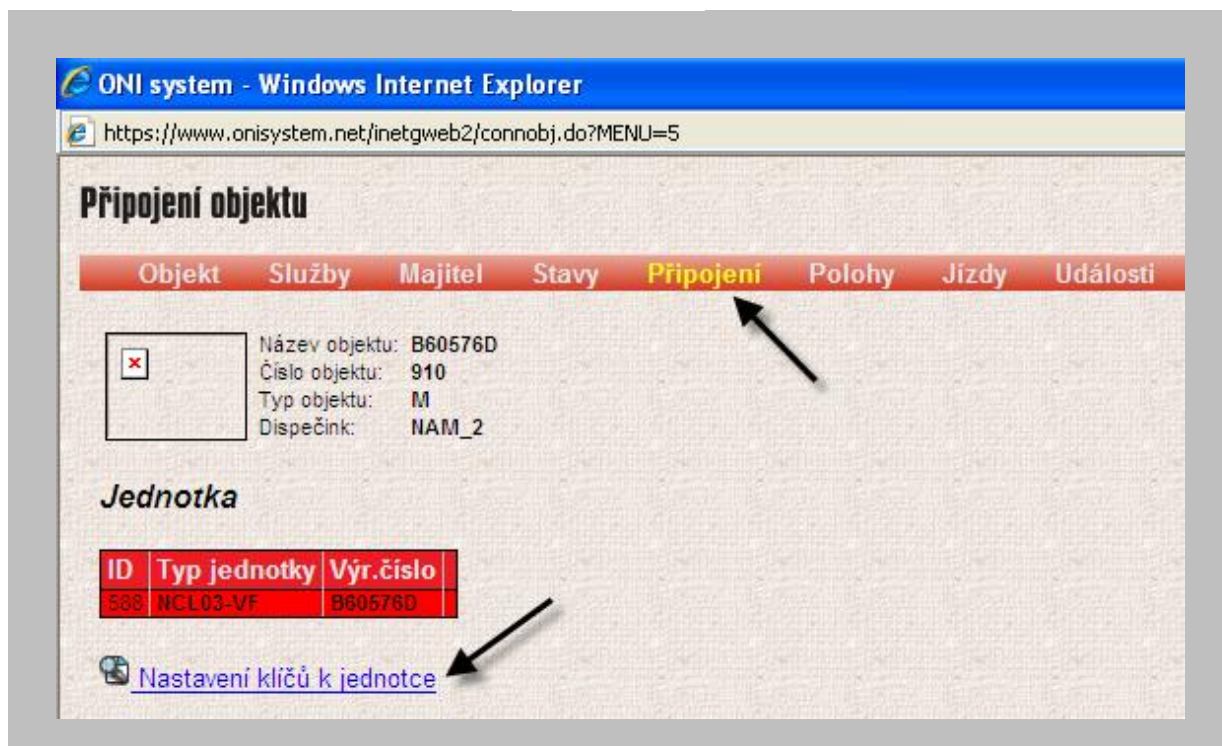 ONI system - Windows Internet Explorer
https://www.onisystem.net/inetgweb2/connobj.do?MENU=5
Připojení objektu
Objekt Služby Majitel Stavy Připojení Polohy Jízdy Události
Název objektu: B60576D
Číslo objektu: 910
Typ objektu: M
Dispečink: NAM_2
Jednotka
ID Typ jednotky Výr.číslo
588 NCL03-VF B60576D
Nastavení klíčů k jednotce